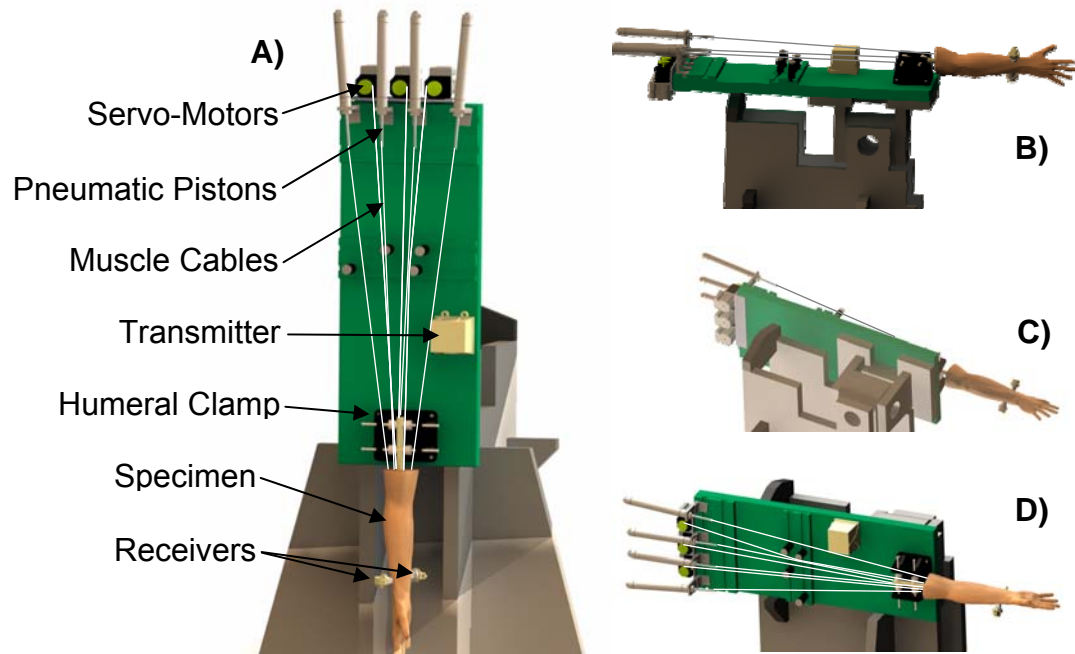 A)
Servo-Motors
Pneumatic Pistons
Muscle Cables
Transmitter
Humeral Clamp
Specimen
Receivers
B)
C)
D)